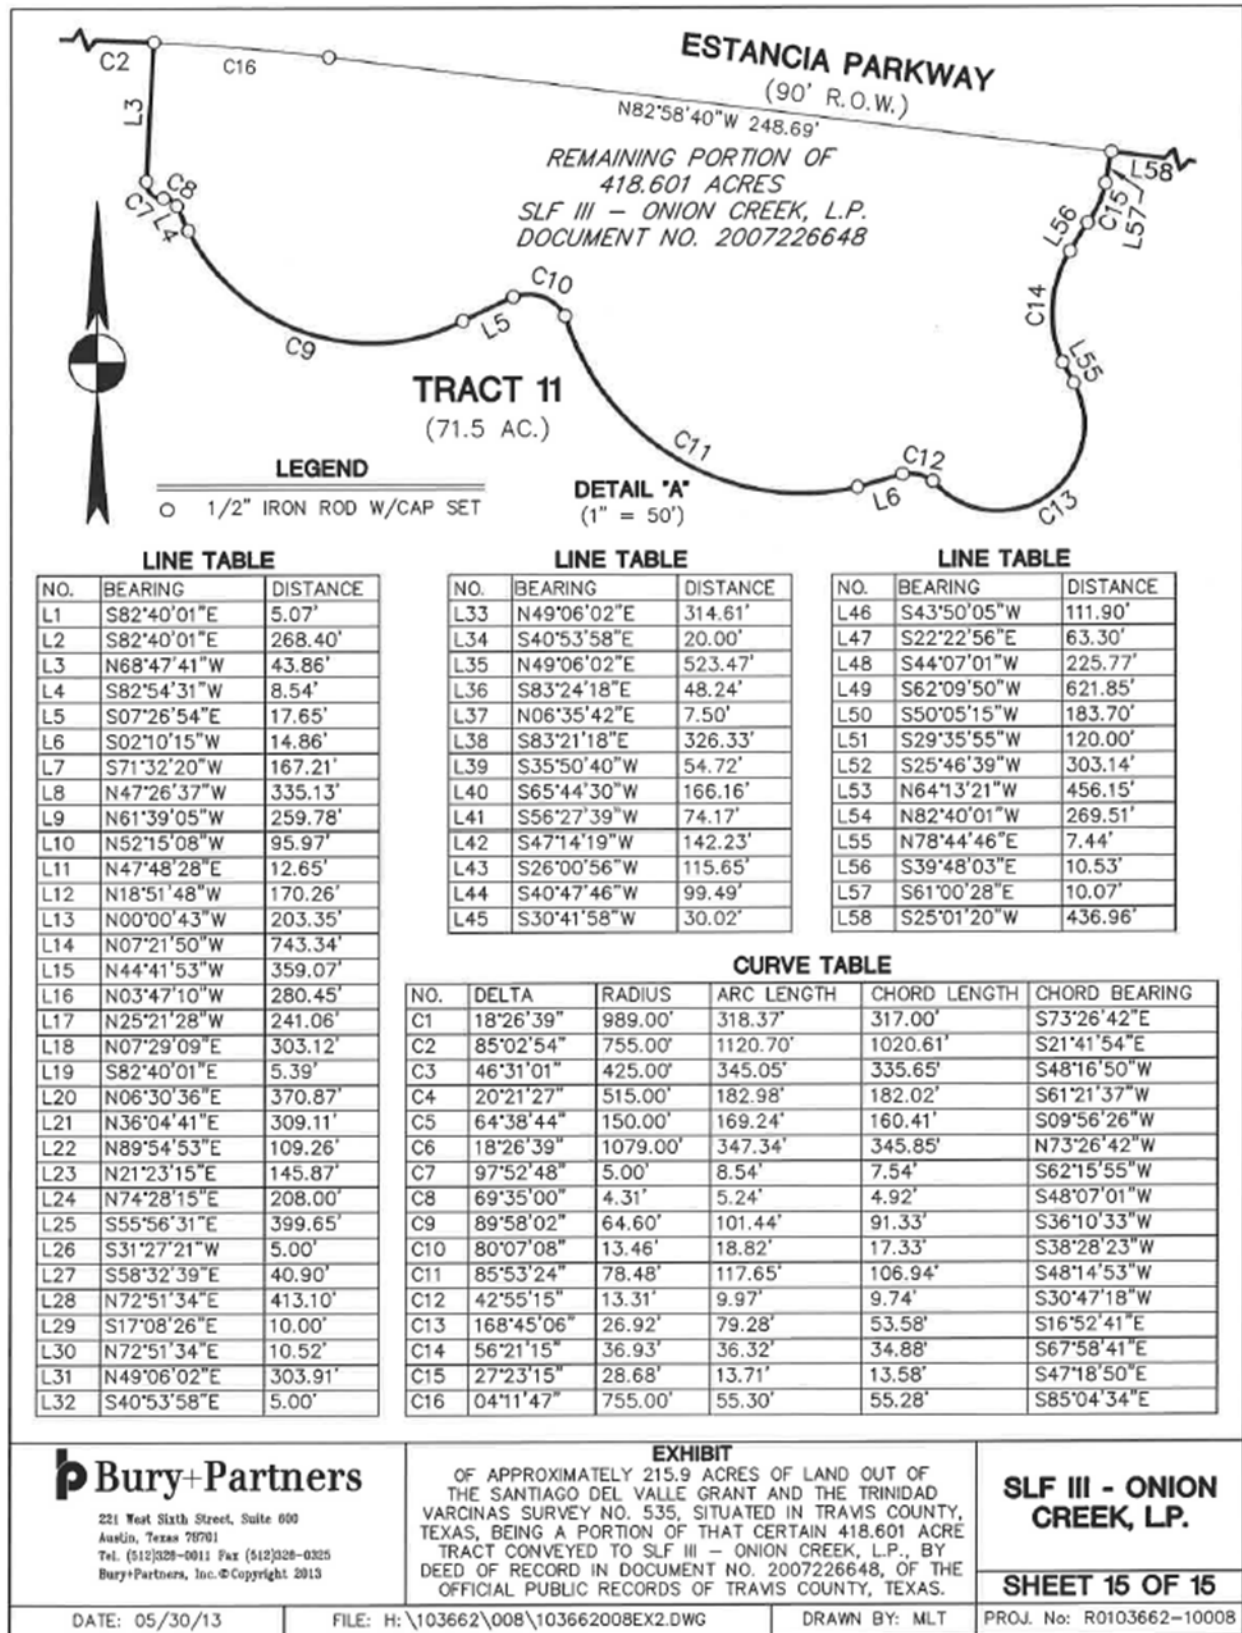 ESTANCIA PARKWAY
(90' R.O.W.)
C2
C16
N82°58'40"W 248.69'
L3
REMAINING PORTION OF
418.601 ACRES
SLF III – ONION CREEK, L.P.
DOCUMENT NO. 2007226648
L58
C8
C7
L4
C15
L57
L56
C10
L5
C9
C14
L55
TRACT 11
(71.5 AC.)
C11
C12
L6
C13
LEGEND
1/2" IRON ROD W/CAP SET
DETAIL "A"
(1" = 50')
LINE TABLE
NO. BEARING DISTANCE
L1 S82°40'01"E 5.07'
L2 S82°40'01"E 268.40'
L3 N68°47'41"W 43.86'
L4 S82°54'31"W 8.54'
L5 S07°26'54"E 17.65'
L6 S02°10'15"W 14.86'
L7 S71°32'20"W 167.21'
L8 N47°26'37"W 335.13'
L9 N61°39'05"W 259.78'
L10 N52°15'08"W 95.97'
L11 N47°48'28"E 12.65'
L12 N18°51'48"W 170.26'
L13 N00°00'43"W 203.35'
L14 N07°21'50"W 743.34'
L15 N44°41'53"W 359.07'
L16 N03°47'10"W 280.45'
L17 N25°21'28"W 241.06'
L18 N07°29'09"E 303.12'
L19 S82°40'01"E 5.39'
L20 N06°30'36"E 370.87'
L21 N36°04'41"E 309.11'
L22 N89°54'53"E 109.26'
L23 N21°23'15"E 145.87'
L24 N74°28'15"E 208.00'
L25 S55°56'31"E 399.65'
L26 S31°27'21"W 5.00'
L27 S58°32'39"E 40.90'
L28 N72°51'34"E 413.10'
L29 S17°08'26"E 10.00'
L30 N72°51'34"E 10.52'
L31 N49°06'02"E 303.91'
L32 S40°53'58"E 5.00'
LINE TABLE
NO. BEARING DISTANCE
L33 N49°06'02"E 314.61'
L34 S40°53'58"E 20.00'
L35 N49°06'02"E 523.47'
L36 S83°24'18"E 48.24'
L37 N06°35'42"E 7.50'
L38 S83°21'18"E 326.33'
L39 S35°50'40"W 54.72'
L40 S65°44'30"W 166.16'
L41 S56°27'39"W 74.17'
L42 S47°14'19"W 142.23'
L43 S26°00'56"W 115.65'
L44 S40°47'46"W 99.49'
L45 S30°41'58"W 30.02'
LINE TABLE
NO. BEARING DISTANCE
L46 S43°50'05"W 111.90'
L47 S22°22'56"E 63.30'
L48 S44°07'01"W 225.77'
L49 S62°09'50"W 621.85'
L50 S50°05'15"W 183.70'
L51 S29°35'55"W 120.00'
L52 S25°46'39"W 303.14'
L53 N64°13'21"W 456.15'
L54 N82°40'01"W 269.51'
L55 N78°44'46"E 7.44'
L56 S39°48'03"E 10.53'
L57 S61°00'28"E 10.07'
L58 S25°01'20"W 436.96'
CURVE TABLE
NO. DELTA RADIUS ARC LENGTH CHORD LENGTH CHORD BEARING
C1 18°26'39" 989.00' 318.37' 317.00' S73°26'42"E
C2 85°02'54" 755.00' 1120.70' 1020.61' S21°41'54"E
C3 46°31'01" 425.00' 345.05' 335.65' S48°16'50"W
C4 20°21'27" 515.00' 182.98' 182.02' S61°21'37"W
C5 64°38'44" 150.00' 169.24' 160.41' S09°56'26"W
C6 18°26'39" 1079.00' 347.34' 345.85' N73°26'42"W
C7 97°52'48" 5.00' 8.54' 7.54' S62°15'55"W
C8 69°35'00" 4.31' 5.24' 4.92' S48°07'01"W
C9 89°58'02" 64.60' 101.44' 91.33' S36°10'33"W
C10 80°07'08" 13.46' 18.82' 17.33' S38°28'23"W
C11 85°53'24" 78.48' 117.65' 106.94' S48°14'53"W
C12 42°55'15" 13.31' 9.97' 9.74' S30°47'18"W
C13 168°45'06" 26.92' 79.28' 53.58' S16°52'41"E
C14 56°21'15" 36.93' 36.32' 34.88' S67°58'41"E
C15 27°23'15" 28.68' 13.71' 13.58' S47°18'50"E
C16 04°11'47" 755.00' 55.30' 55.28' S85°04'34"E
Bury+Partners
221 West Sixth Street, Suite 600
Austin, Texas 78701
Tel. (512)328-0011 Fax (512)328-0325
Bury+Partners, Inc.©Copyright 2013
EXHIBIT
OF APPROXIMATELY 215.9 ACRES OF LAND OUT OF
THE SANTIAGO DEL VALLE GRANT AND THE TRINIDAD
VARCINAS SURVEY NO. 535, SITUATED IN TRAVIS COUNTY,
TEXAS, BEING A PORTION OF THAT CERTAIN 418.601 ACRE
TRACT CONVEYED TO SLF III – ONION CREEK, L.P., BY
DEED OF RECORD IN DOCUMENT NO. 2007226648, OF THE
OFFICIAL PUBLIC RECORDS OF TRAVIS COUNTY, TEXAS.
SLF III - ONION
CREEK, L.P.
SHEET 15 OF 15
DATE: 05/30/13
FILE: H:\103662\008\103662008EX2.DWG
DRAWN BY: MLT
PROJ. No: R0103662-10008